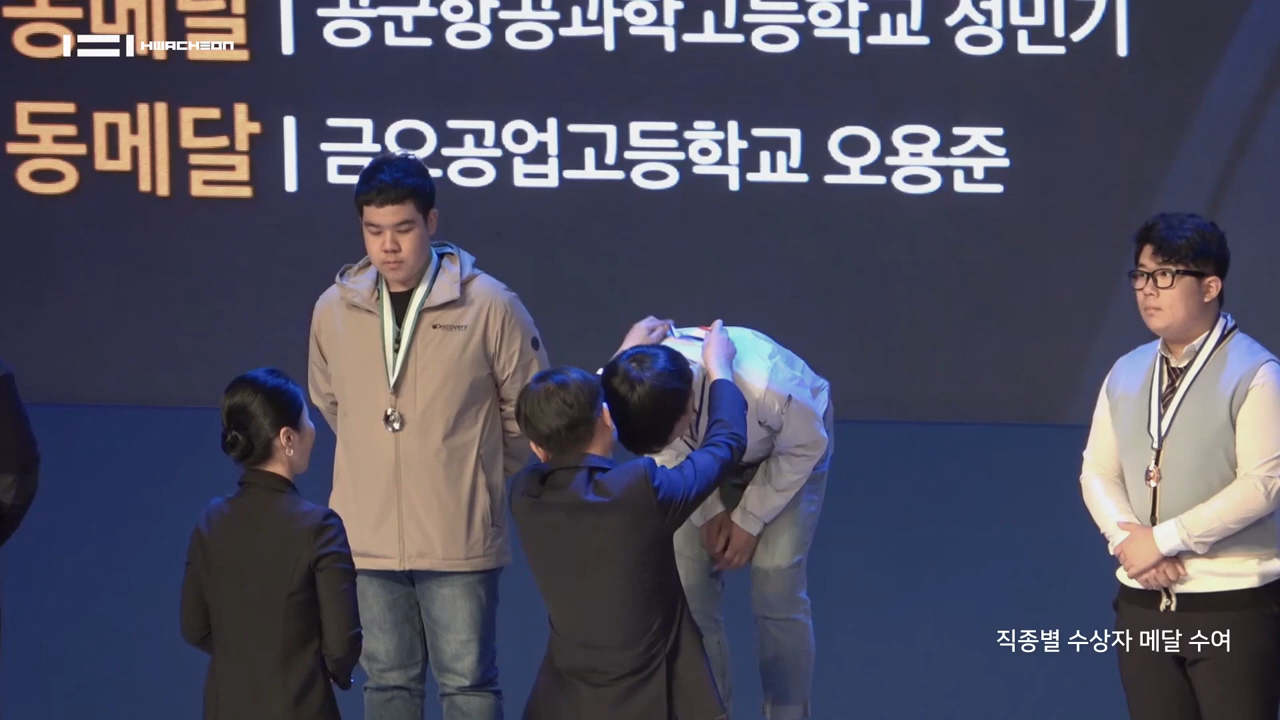 동메달 | 공군항공과학고등학교 성민기
HWACHEON
동메달 | 금오공업고등학교 오용준
Discovery
직종별 수상자 메달 수여